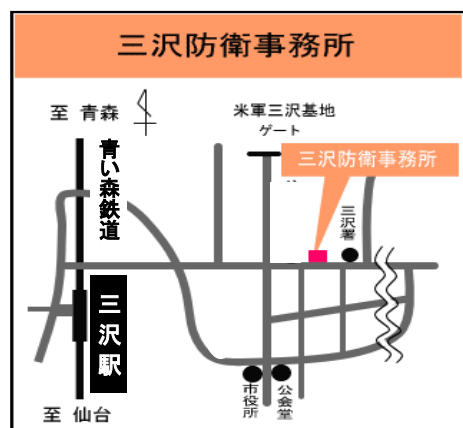 三沢防衛事務所
至 青森
米軍三沢基地
ゲート
青い森鉄道
三沢防衛事務所
三沢署
三沢駅
市役所
公会堂
至 仙台